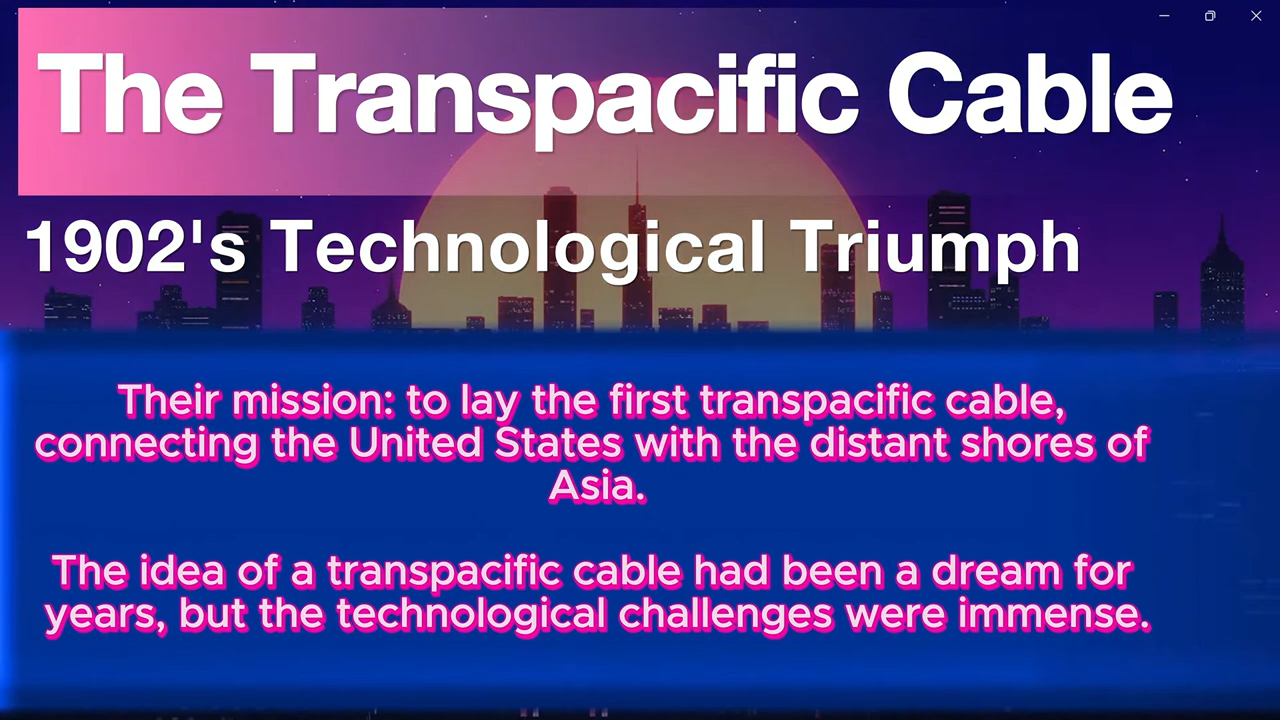 The Transpacific Cable
1902's Technological Triumph
Their mission: to lay the first transpacific cable,
connecting the United States with the distant shores of
Asia.
The idea of a transpacific cable had been a dream for
years, but the technological challenges were immense.